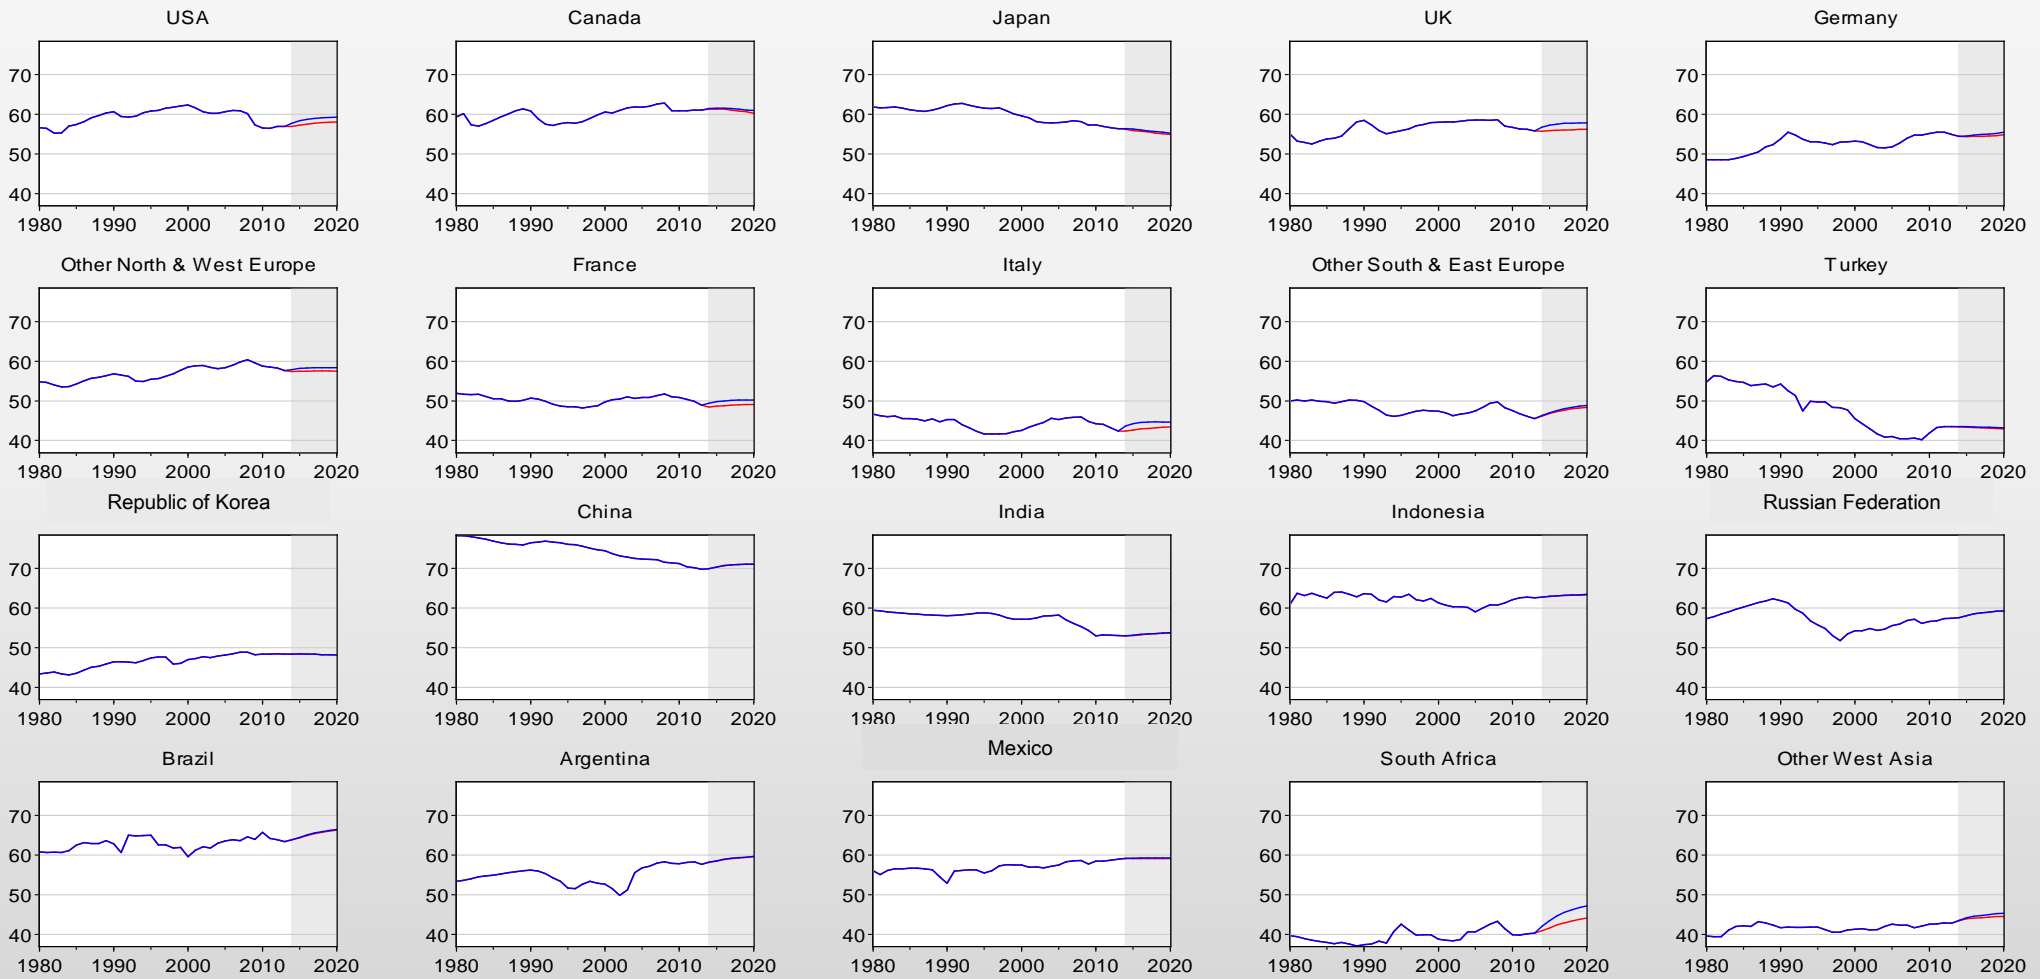 USA Canada Japan UK Germany
70 70 70 70 70
60 60 60 60 60
50 50 50 50 50
40 40 40 40 40
1980 1990 2000 2010 2020 1980 1990 2000 2010 2020 1980 1990 2000 2010 2020 1980 1990 2000 2010 2020 1980 1990 2000 2010 2020
Other North & West Europe France Italy Other South & East Europe Turkey
70 70 70 70 70
60 60 60 60 60
50 50 50 50 50
40 40 40 40 40
1980 1990 2000 2010 2020 1980 1990 2000 2010 2020 1980 1990 2000 2010 2020 1980 1990 2000 2010 2020 1980 1990 2000 2010 2020
Republic of Korea China India Indonesia Russian Federation
70 70 70 70
60 60 60 60 60
50 50 50 50 50
40 40 40 40 40
1980 1990 2000 2010 2020 1980 1990 2000 2010 2020 1980 1990 2000 2010 2020 1980 1990 2000 2010 2020 1980 1990 2000 2010 2020
Brazil Argentina Mexico South Africa Other West Asia
70 70 70 70 70
60 60 60 60 60
50 50 50 50 50
40 40 40 40 40
1980 1990 2000 2010 2020 1980 1990 2000 2010 2020 1980 1990 2000 2010 2020 1980 1990 2000 2010 2020 1980 1990 2000 2010 2020